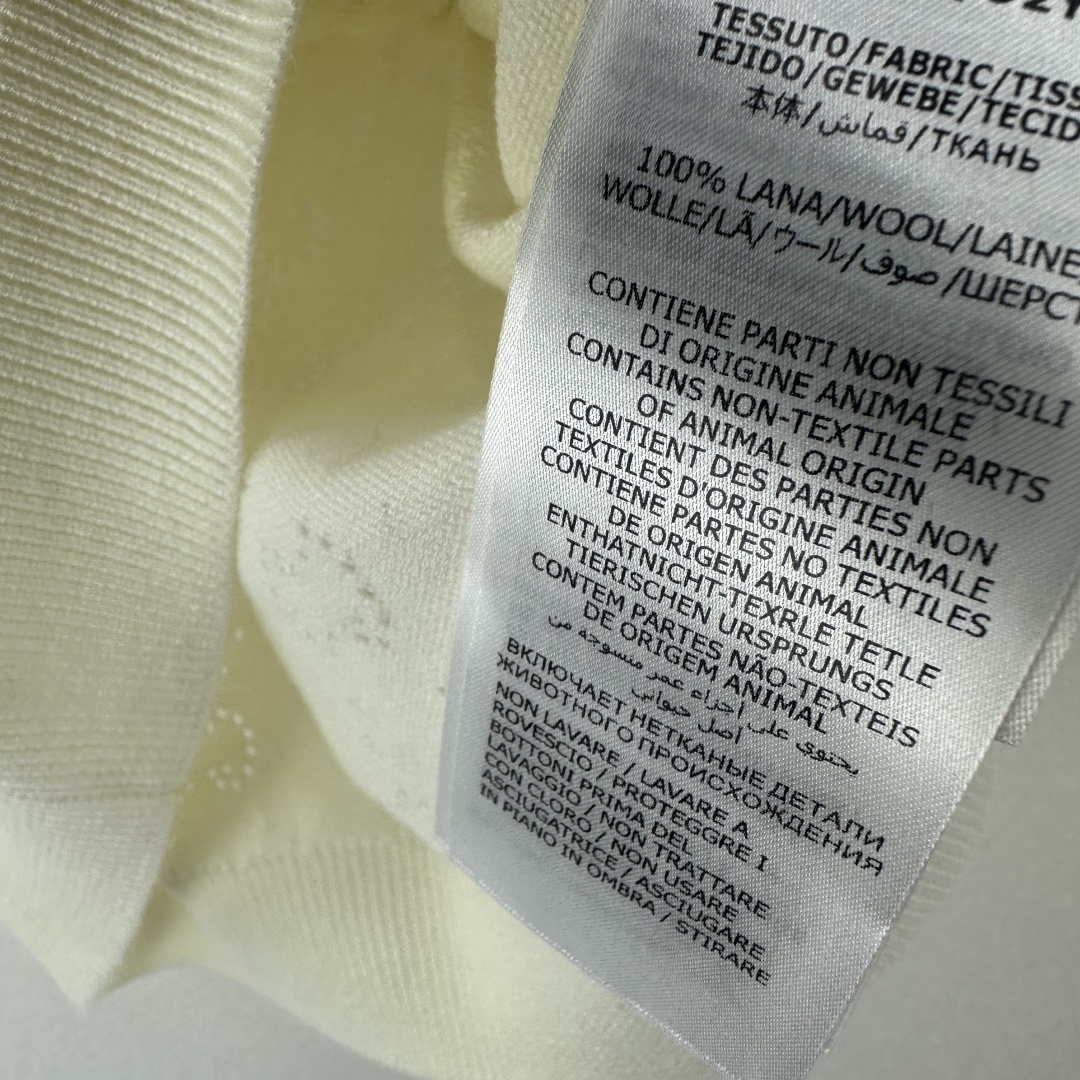 TESSUTO/FABRIC/TISS
TEJIDO/GEWEBE/TECID
本体/قماش/ТКАНЬ
100% LANA/WOOL/LAINE
WOLLE/LÃ/ウール/صوف/ШЕРСТ
CONTIENE PARTI NON TESSILI
DI ORIGINE ANIMALE
CONTAINS NON-TEXTILE PARTS
OF ANIMAL ORIGIN
CONTIENT DES PARTIES NON
TEXTILES D'ORIGINE ANIMALE
CONTIENE PARTES NO TEXTILES
DE ORIGEN ANIMAL
ENTHATNICHT-TEXRLE TETLE
TIERISCHEN URSPRUNGS
CONTEM PARTES NÃO-TEXTEIS
DE ORIGEM ANIMAL
يحتوي على اجزاء غير منسوجة من
اصل حيواني
ВКЛЮЧАЕТ НЕТКАНЫЕ ДЕТАЛИ
ЖИВОТНОГО ПРОИСХОЖДЕНИЯ
NON LAVARE / LAVARE A
ROVESCIO / PROTEGGRE I
BOTTONI PRIMA DEL
LAVAGGIO / NON TRATTARE
CON CLORO / NON USARE
ASCIUGATRICE / ASCIUGARE
IN PIANO IN OMBRA / STIRARE